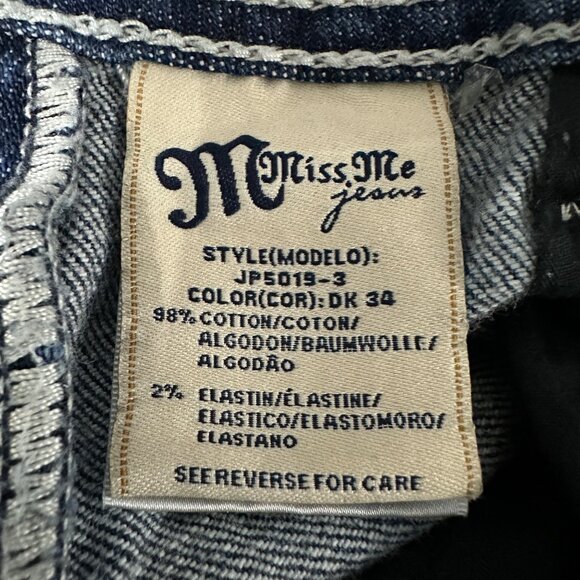 M Miss Me
jesus
STYLE(MODELO):
JP5019-3
COLOR(COR): DK 34
98% COTTON/COTON/
ALGODON/BAUMWOLLE/
ALGODÃO
2% ELASTIN/ÉLASTINE/
ELASTICO/ELASTOMORO/
ELASTANO
SEE REVERSE FOR CARE